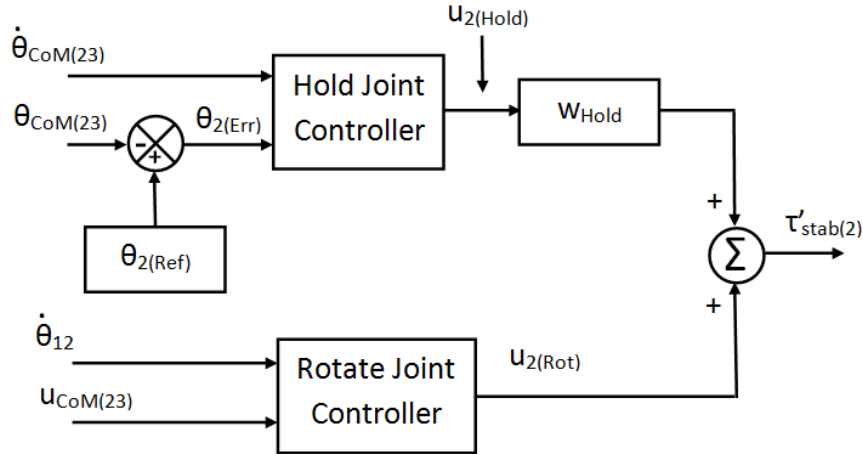 u2(Hold)
θ̇CoM(23)
Hold Joint
Controller
wHold
θCoM(23)
θ2(Err)
-
+
θ2(Ref)
+
τ'stab(2)
Σ
+
θ̇12
Rotate Joint
Controller
u2(Rot)
uCoM(23)